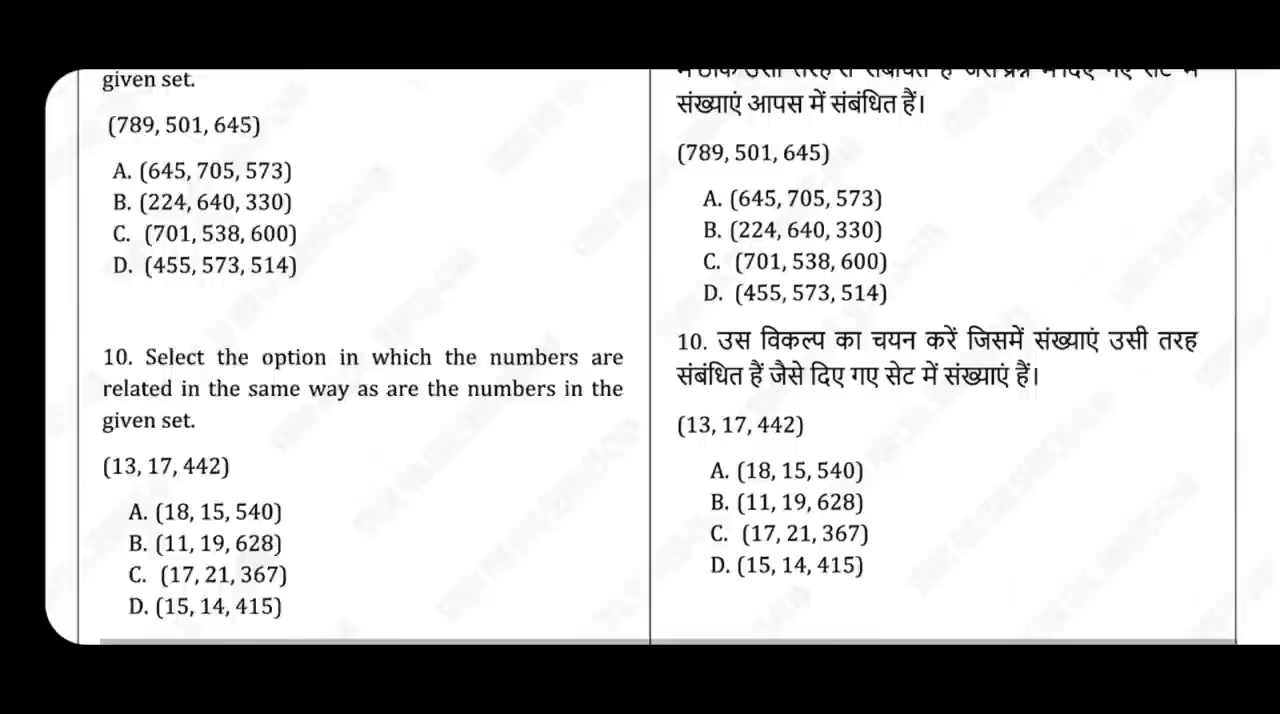 given set.
(789, 501, 645)
A. (645, 705, 573)
B. (224, 640, 330)
C. (701, 538, 600)
D. (455, 573, 514)
10. Select the option in which the numbers are
related in the same way as are the numbers in the
given set.
(13, 17, 442)
A. (18, 15, 540)
B. (11, 19, 628)
C. (17, 21, 367)
D. (15, 14, 415)
संख्याएं आपस में संबंधित हैं।
(789, 501, 645)
A. (645, 705, 573)
B. (224, 640, 330)
C. (701, 538, 600)
D. (455, 573, 514)
10. उस विकल्प का चयन करें जिसमें संख्याएं उसी तरह
संबंधित हैं जैसे दिए गए सेट में संख्याएं हैं।
(13, 17, 442)
A. (18, 15, 540)
B. (11, 19, 628)
C. (17, 21, 367)
D. (15, 14, 415)